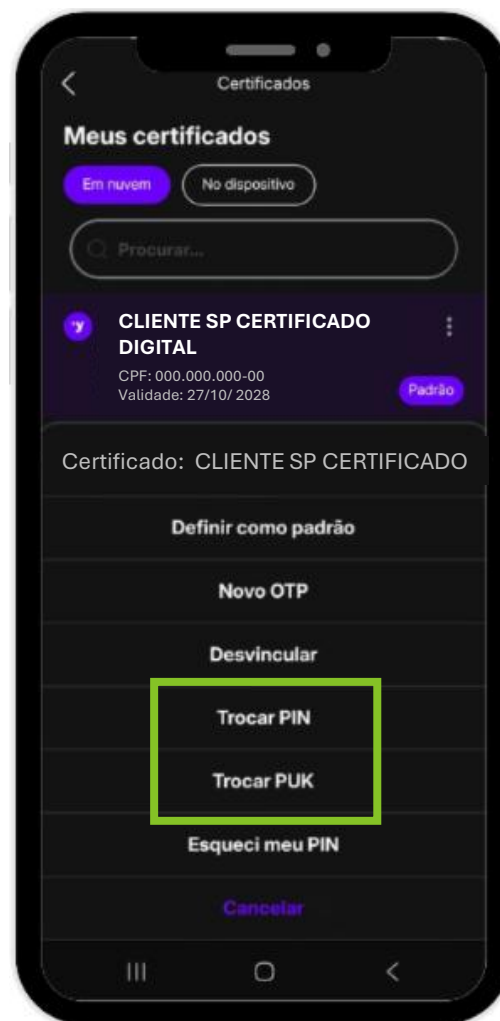 Certificados
Meus certificados
Em nuvem
No dispositivo
Procurar...
y
CLIENTE SP CERTIFICADO
DIGITAL
CPF: 000.000.000-00
Validade: 27/10/ 2028
Padrão
Certificado: CLIENTE SP CERTIFICADO
Definir como padrão
Novo OTP
Desvincular
Trocar PIN
Trocar PUK
Esqueci meu PIN
Cancelar